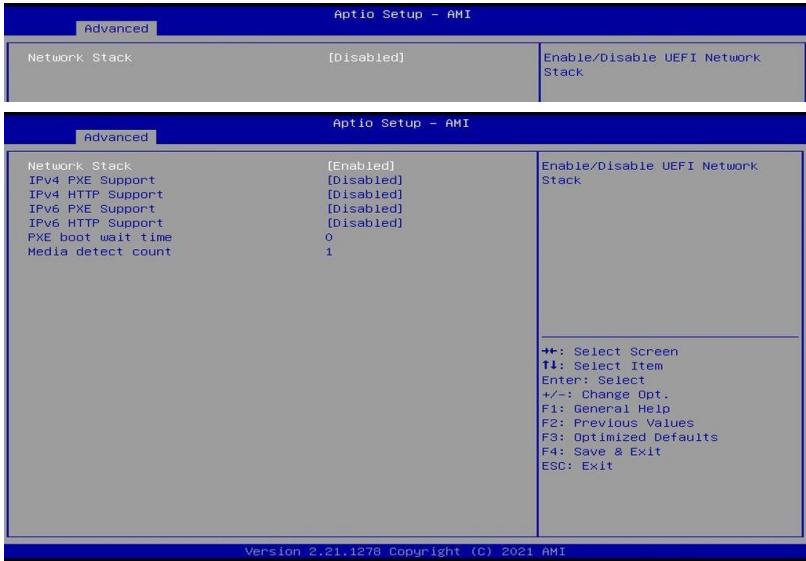 Aptio Setup – AMI
Advanced
Network Stack [Disabled] Enable/Disable UEFI Network
Stack
Aptio Setup – AMI
Advanced
Network Stack [Enabled] Enable/Disable UEFI Network
IPv4 PXE Support [Disabled] Stack
IPv4 HTTP Support [Disabled]
IPv6 PXE Support [Disabled]
IPv6 HTTP Support [Disabled]
PXE boot wait time 0
Media detect count 1
→←: Select Screen
↑↓: Select Item
Enter: Select
+/-: Change Opt.
F1: General Help
F2: Previous Values
F3: Optimized Defaults
F4: Save & Exit
ESC: Exit
Version 2.21.1278 Copyright (C) 2021 AMI